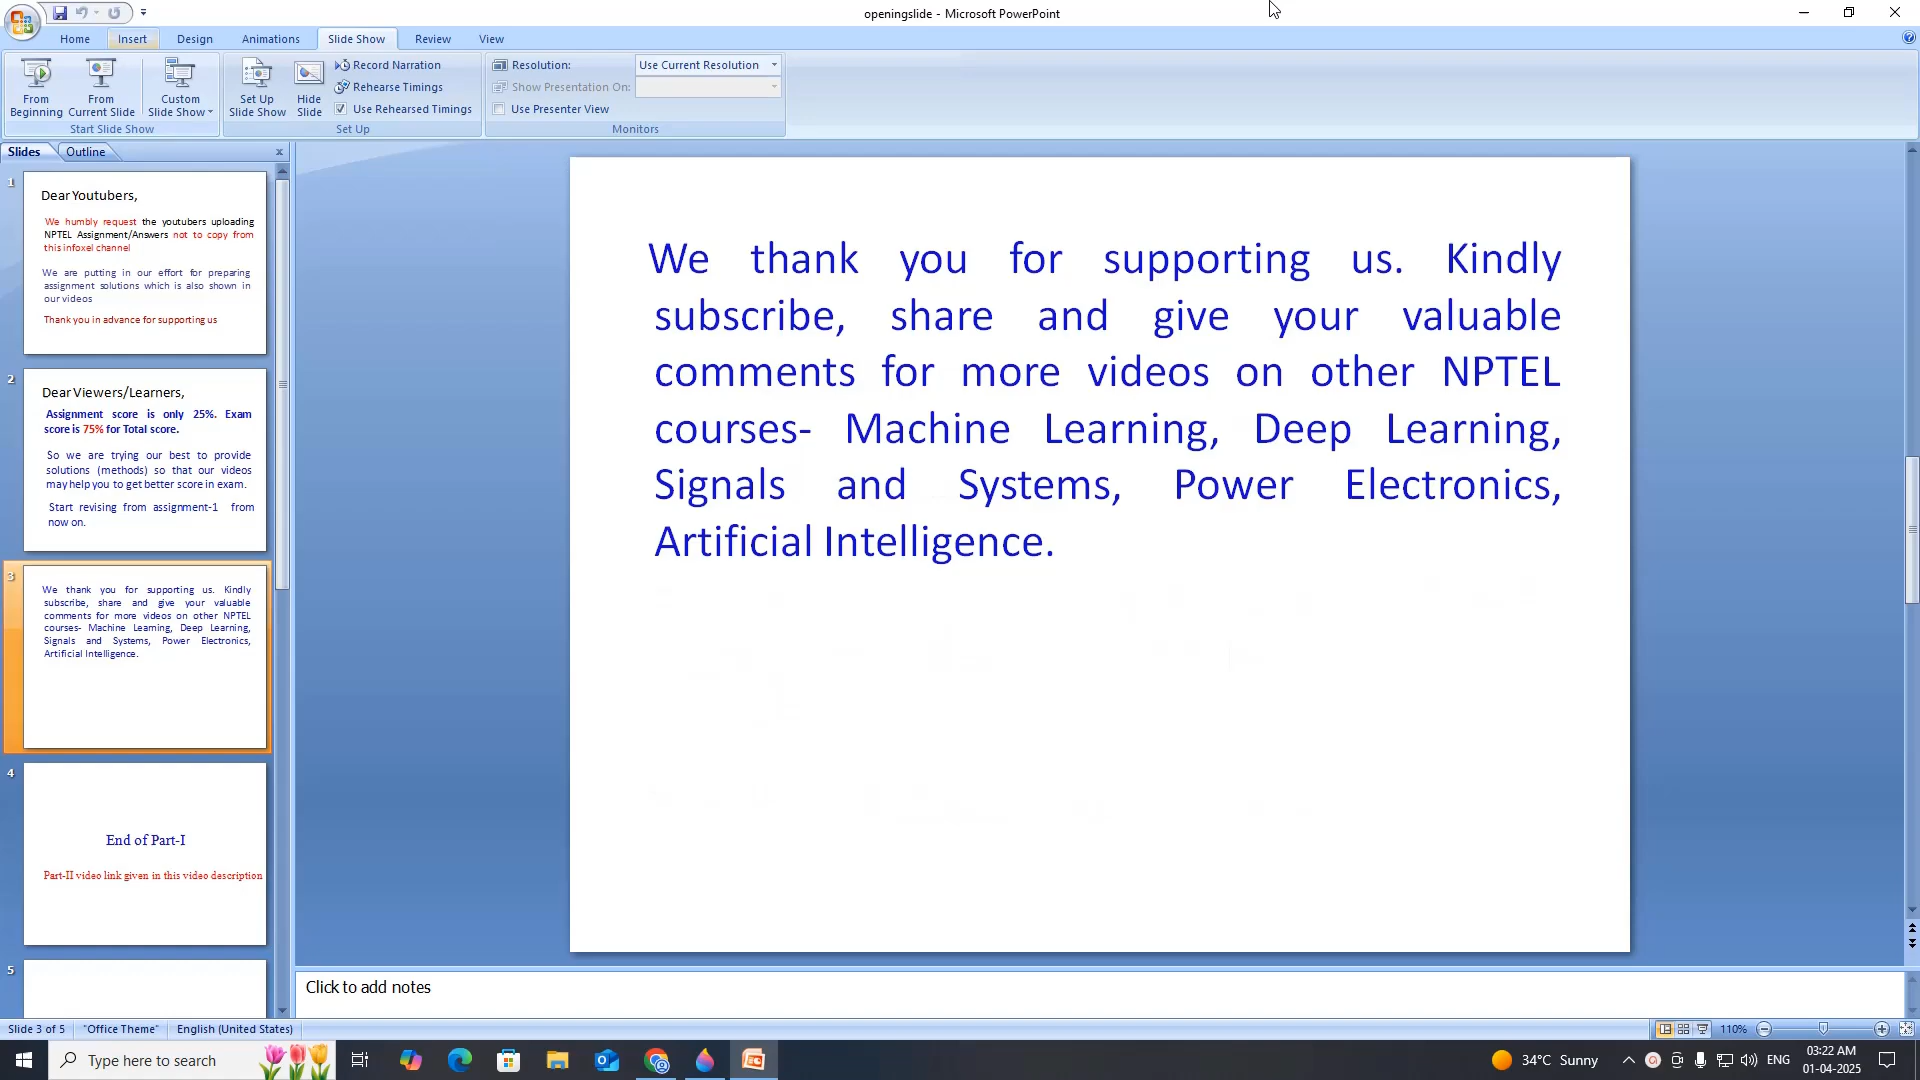 openingslide - Microsoft PowerPoint
Home Insert Design Animations Slide Show Review View
From Beginning
From Current Slide
Custom Slide Show
Start Slide Show
Set Up Slide Show
Hide Slide
Record Narration
Rehearse Timings
Use Rehearsed Timings
Set Up
Resolution: Use Current Resolution
Show Presentation On:
Use Presenter View
Monitors
Slides Outline x
1
Dear Youtubers,
We humbly request the youtubers uploading
NPTEL Assignment/Answers not to copy from
this infoxel channel
We are putting in our effort for preparing
assignment solutions which is also shown in
our videos
Thank you in advance for supporting us
2
Dear Viewers/Learners,
Assignment score is only 25%. Exam
score is 75% for Total score.
So we are trying our best to provide
solutions (methods) so that our videos
may help you to get better score in exam.
Start revising from assignment-1 from
now on.
3
We thank you for supporting us. Kindly
subscribe, share and give your valuable
comments for more videos on other NPTEL
courses- Machine Learning, Deep Learning,
Signals and Systems, Power Electronics,
Artificial Intelligence.
4
End of Part-I
Part-II video link given in this video description
5
We thank you for supporting us. Kindly
subscribe, share and give your valuable
comments for more videos on other NPTEL
courses- Machine Learning, Deep Learning,
Signals and Systems, Power Electronics,
Artificial Intelligence.
Click to add notes
Slide 3 of 5 "Office Theme" English (United States) 110%
Type here to search 34°C Sunny ENG 03:22 AM
01-04-2025